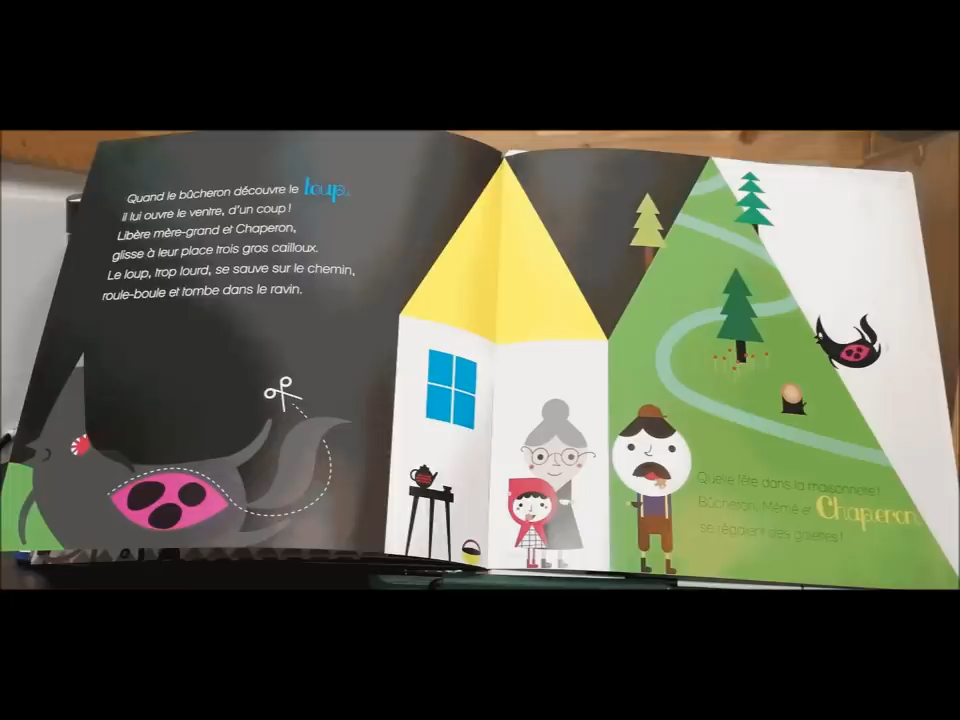 Quand le bûcheron découvre le loup,
il lui ouvre le ventre, d'un coup !
Libère mère-grand et Chaperon,
glisse à leur place trois gros cailloux.
Le loup, trop lourd, se sauve sur le chemin,
roule-boule et tombe dans le ravin.
Quelle fête dans la maisonnette !
Bûcheron, Mémé et Chaperon
se régalent des galettes !